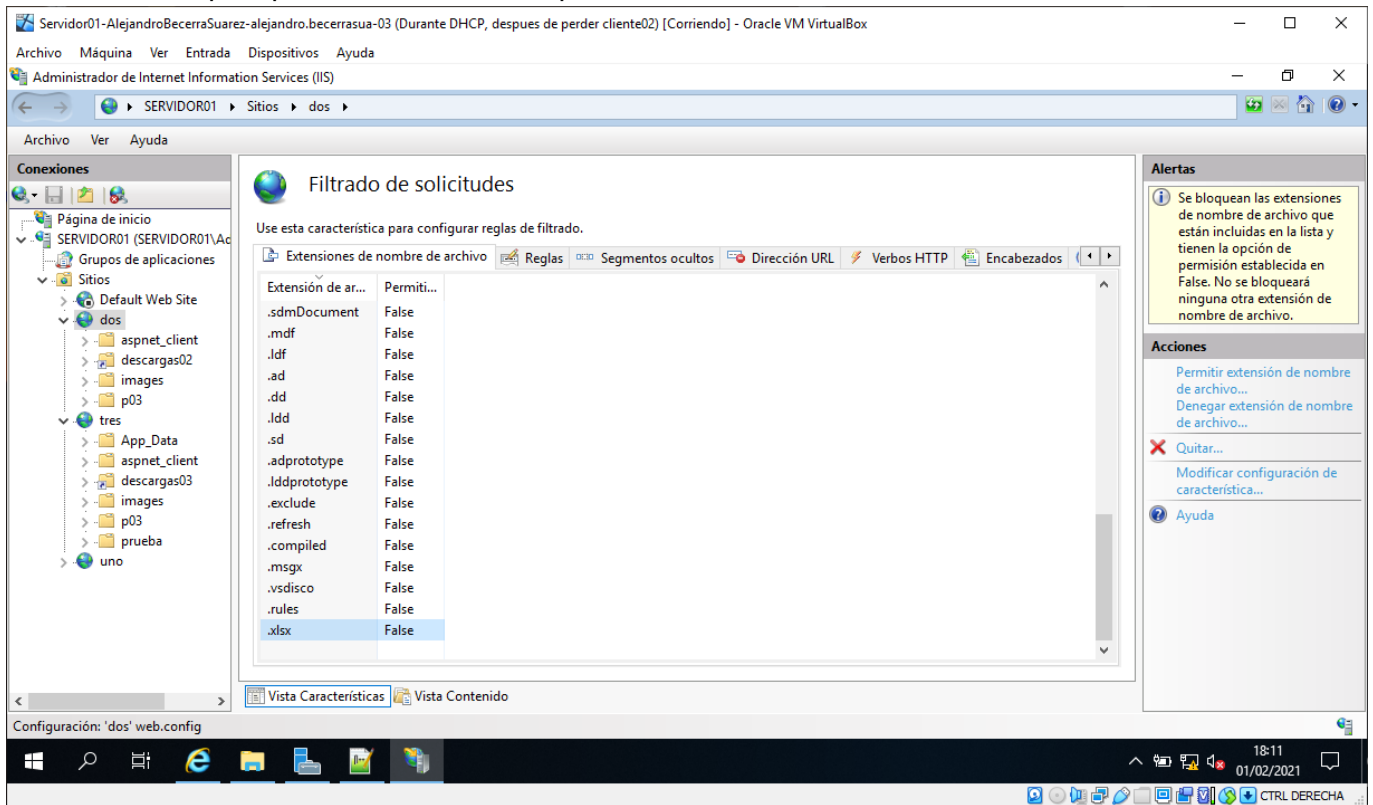 Servidor01-AlejandroBecerraSuarez-alejandro.becerrasua-03 (Durante DHCP, despues de perder cliente02) [Corriendo] - Oracle VM VirtualBox
Archivo Máquina Ver Entrada Dispositivos Ayuda
Administrador de Internet Information Services (IIS)
SERVIDOR01 Sitios dos
Archivo Ver Ayuda
Conexiones
Página de inicio
SERVIDOR01 (SERVIDOR01\Ac
Grupos de aplicaciones
Sitios
Default Web Site
dos
aspnet_client
descargas02
images
p03
tres
App_Data
aspnet_client
descargas03
images
p03
prueba
uno
Filtrado de solicitudes
Use esta característica para configurar reglas de filtrado.
Extensiones de nombre de archivo Reglas Segmentos ocultos Dirección URL Verbos HTTP Encabezados
Extensión de ar... Permiti...
.sdmDocument False
.mdf False
.ldf False
.ad False
.dd False
.ldd False
.sd False
.adprototype False
.lddprototype False
.exclude False
.refresh False
.compiled False
.msgx False
.vsdisco False
.rules False
.xlsx False
Vista Características Vista Contenido
Alertas
Se bloquean las extensiones
de nombre de archivo que
están incluidas en la lista y
tienen la opción de
permisión establecida en
False. No se bloqueará
ninguna otra extensión de
nombre de archivo.
Acciones
Permitir extensión de nombre
de archivo...
Denegar extensión de nombre
de archivo...
Quitar...
Modificar configuración de
característica...
Ayuda
Configuración: 'dos' web.config
18:11
01/02/2021
CTRL DERECHA